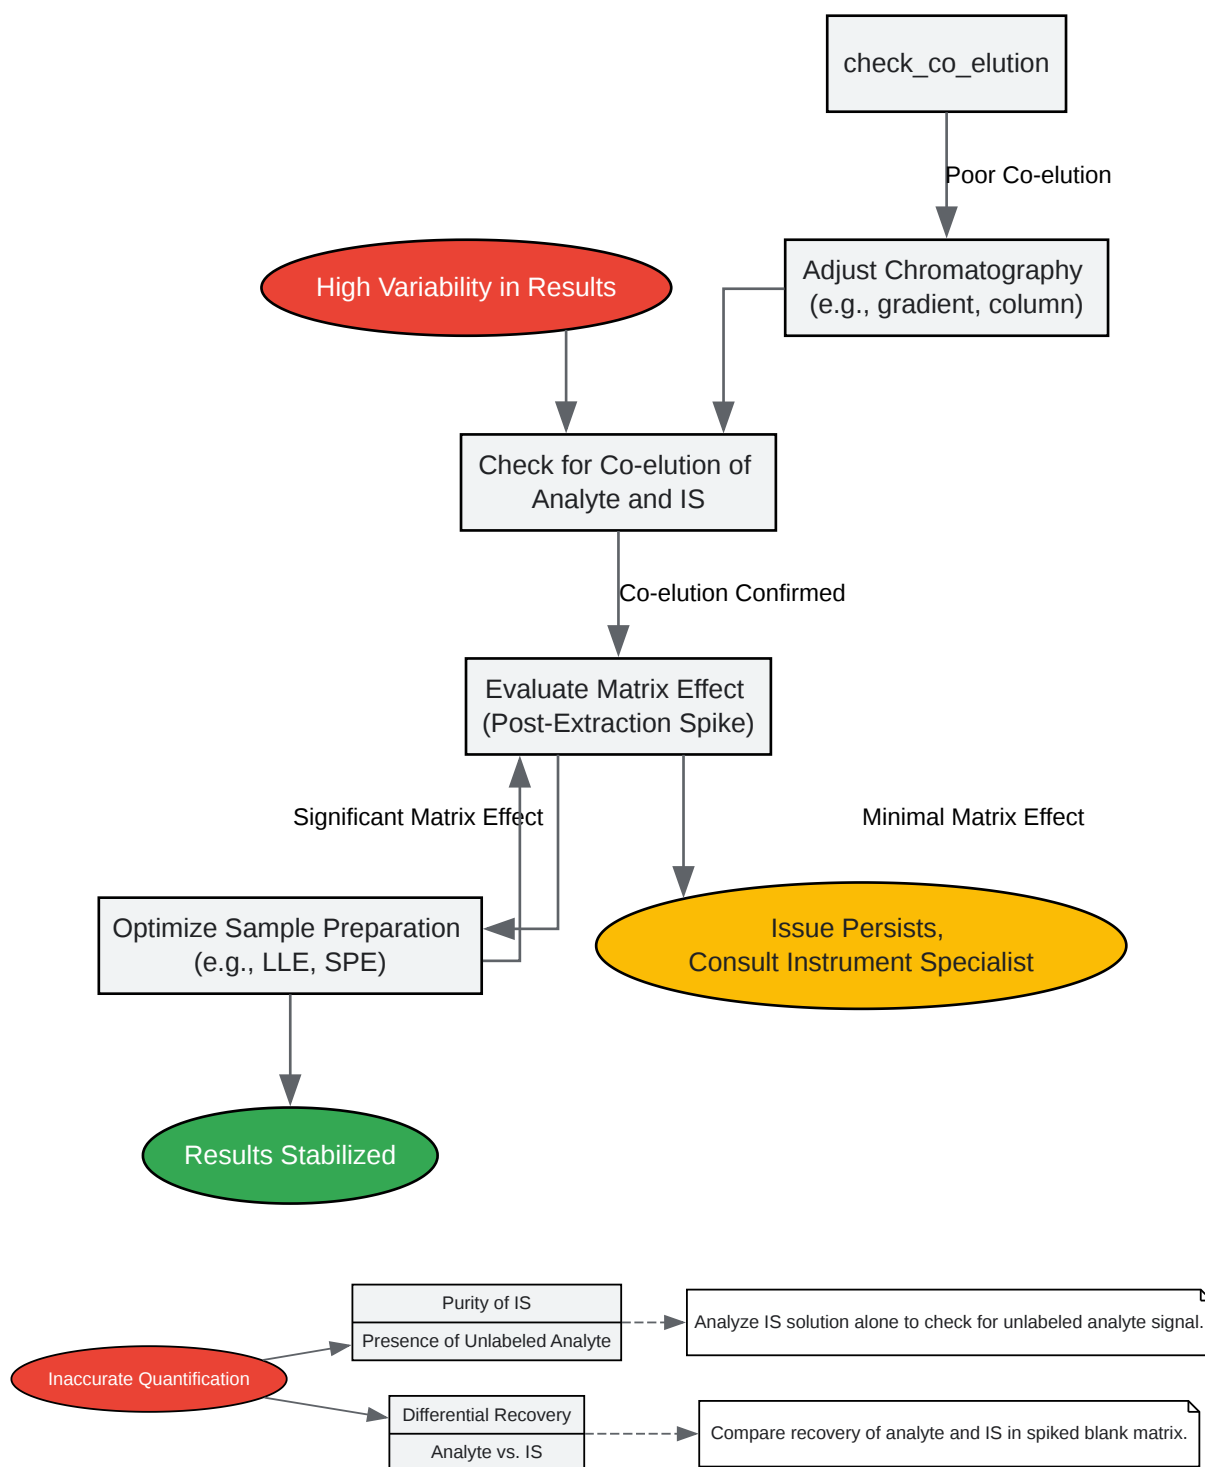 check_co_elution
Poor Co-elution
High Variability in Results
Adjust Chromatography
(e.g., gradient, column)
Check for Co-elution of
Analyte and IS
Co-elution Confirmed
Evaluate Matrix Effect
(Post-Extraction Spike)
Significant Matrix Effect
Minimal Matrix Effect
Optimize Sample Preparation
(e.g., LLE, SPE)
Issue Persists,
Consult Instrument Specialist
Results Stabilized
Inaccurate Quantification
Purity of IS
Presence of Unlabeled Analyte
Analyze IS solution alone to check for unlabeled analyte signal.
Differential Recovery
Analyte vs. IS
Compare recovery of analyte and IS in spiked blank matrix.